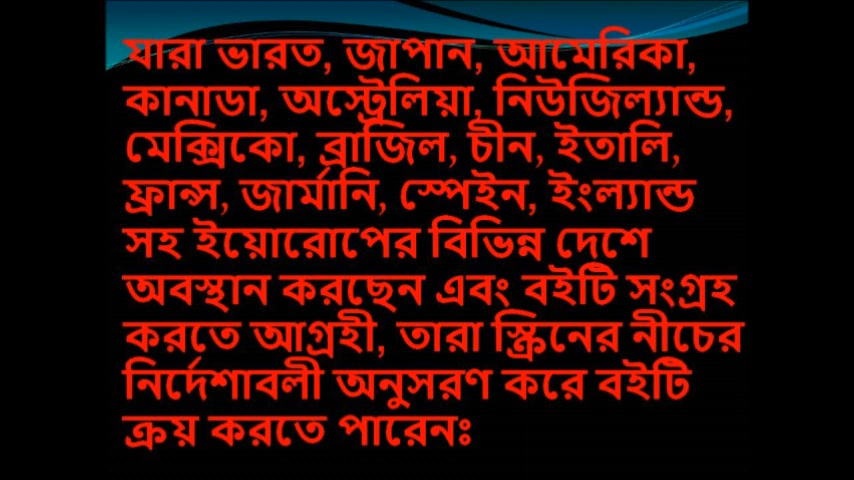 যারা ভারত, জাপান, আমেরিকা,
কানাডা, অস্ট্রেলিয়া, নিউজিল্যান্ড,
মেক্সিকো, ব্রাজিল, চীন, ইতালি,
ফ্রান্স, জার্মানি, স্পেইন, ইংল্যান্ড
সহ ইয়োরোপের বিভিন্ন দেশে
অবস্থান করছেন এবং বইটি সংগ্রহ
করতে আগ্রহী, তারা স্ক্রিনের নীচের
নির্দেশাবলী অনুসরণ করে বইটি
ক্রয় করতে পারেনঃ